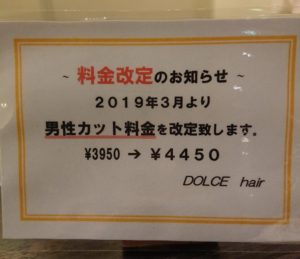 ~ 料金改定のお知らせ ~
2019年3月より
男性カット料金を改定致します。
¥3950 → ¥4450
DOLCE hair